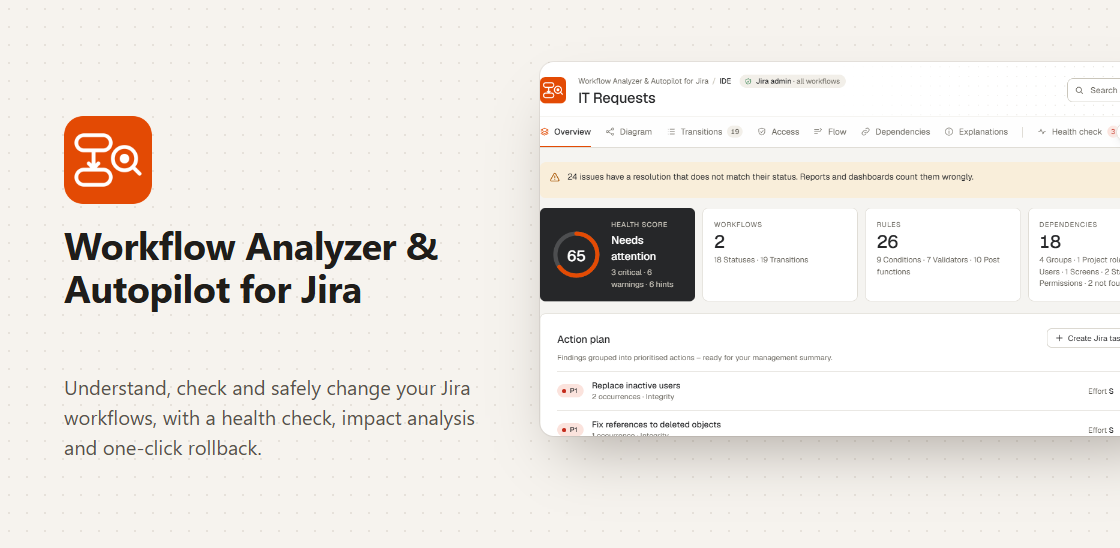 Workflow Analyzer &
Autopilot for Jira
Understand, check and safely change your Jira
workflows, with a health check, impact analysis
and one-click rollback.
Workflow Analyzer & Autopilot for Jira / IDE Jira admin · all workflows
IT Requests
Search
Overview Diagram Transitions 19 Access Flow Dependencies Explanations Health check 3
24 issues have a resolution that does not match their status. Reports and dashboards count them wrongly.
65
HEALTH SCORE
Needs
attention
3 critical · 6
warnings · 6 hints
WORKFLOWS
2
18 Statuses · 19 Transitions
RULES
26
9 Conditions · 7 Validators · 10 Post
functions
DEPENDENCIES
18
4 Groups · 1 Project
Users · 1 Screens · 2
Permissions · 2 not
Action plan
+ Create Jira
Findings grouped into prioritised actions – ready for your management summary.
P1 Replace inactive users Effort S
2 occurrences · Integrity
P1 Fix references to deleted objects Effort S
1 occurrence · Integrity